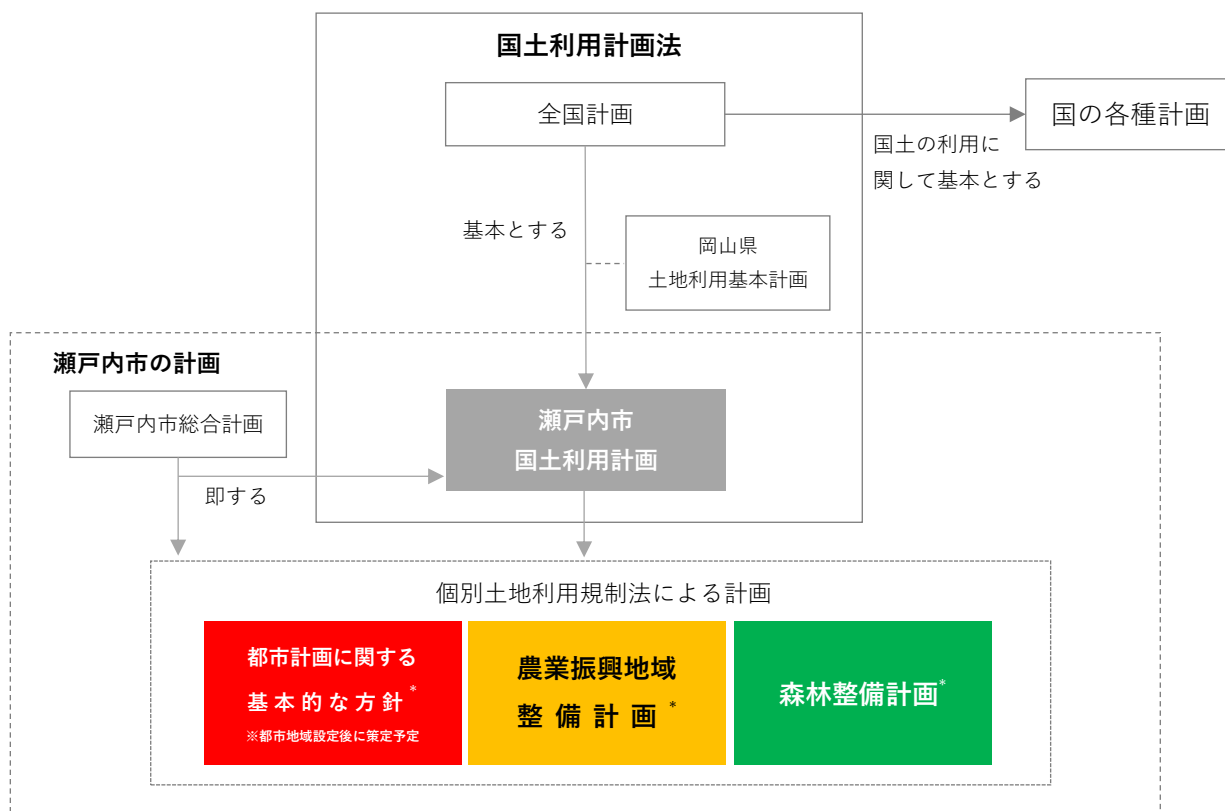 国土利用計画法
全国計画
国の各種計画
国土の利用に
関して基本とする
基本とする
岡山県
土地利用基本計画
瀬戸内市の計画
瀬戸内市総合計画
瀬戸内市
国土利用計画
即する
個別土地利用規制法による計画
都市計画に関する
基本的な方針*
※都市地域設定後に策定予定
農業振興地域
整備計画*
森林整備計画*